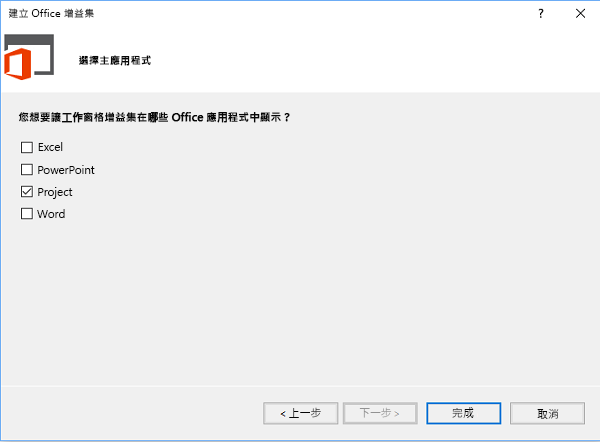 建立 Office 增益集
?
選擇主應用程式
您想要讓工作窗格增益集在哪些 Office 應用程式中顯示？
Excel
PowerPoint
Project
Word
< 上一步
下一步 >
完成
取消